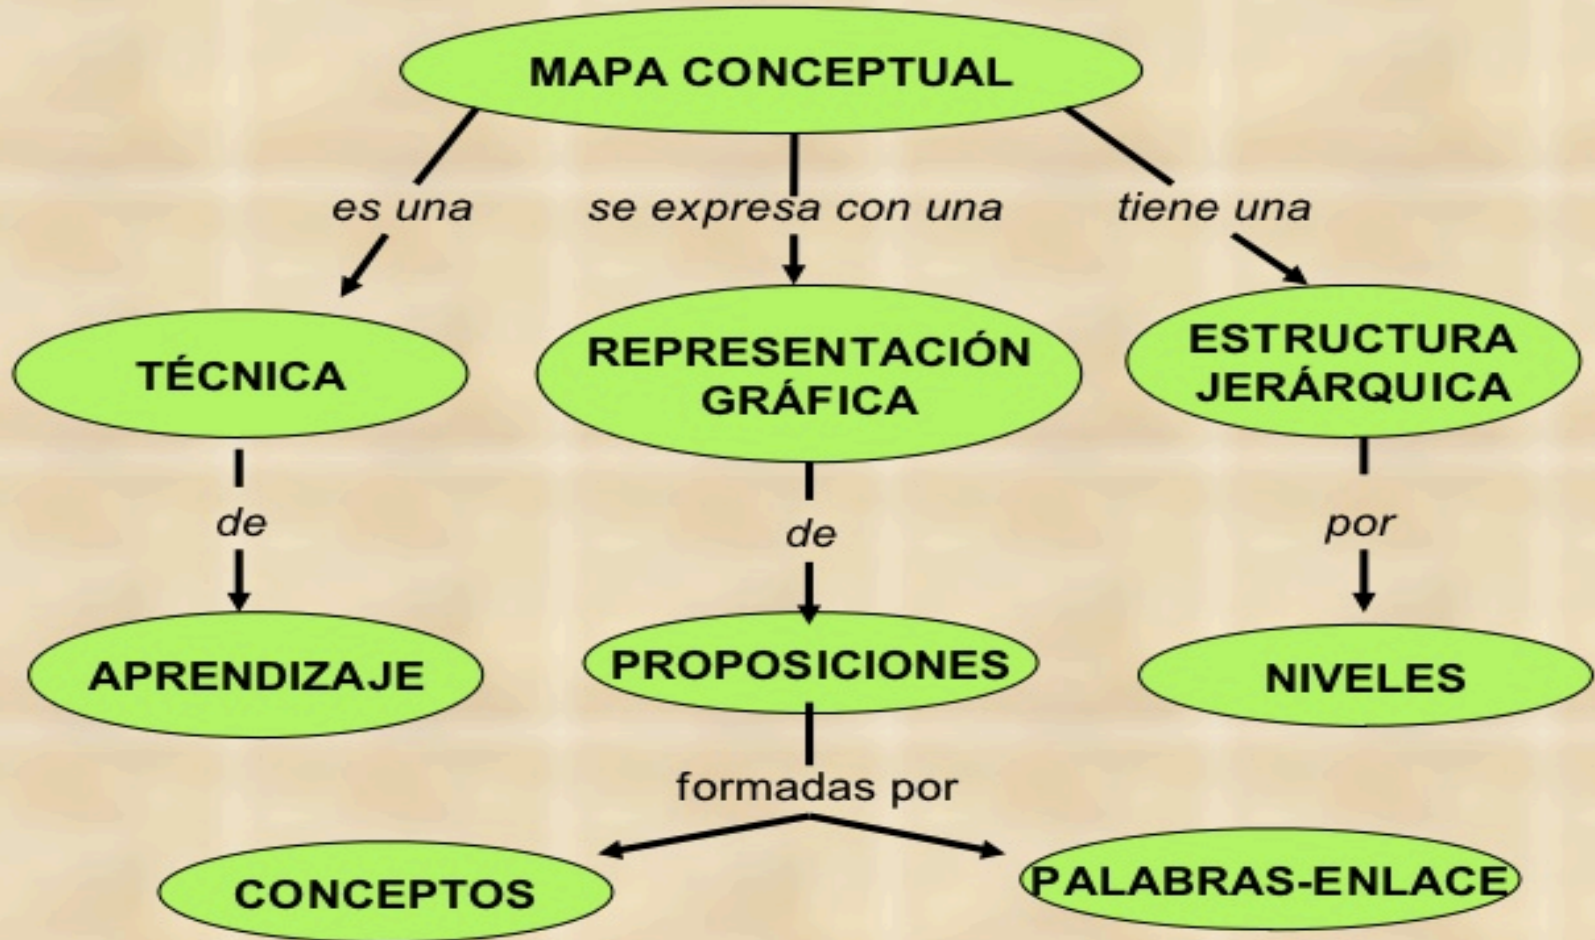 MAPA CONCEPTUAL
es una
se expresa con una
tiene una
TÉCNICA
REPRESENTACIÓN
GRÁFICA
ESTRUCTURA
JERÁRQUICA
de
de
por
APRENDIZAJE
PROPOSICIONES
NIVELES
formadas por
CONCEPTOS
PALABRAS-ENLACE